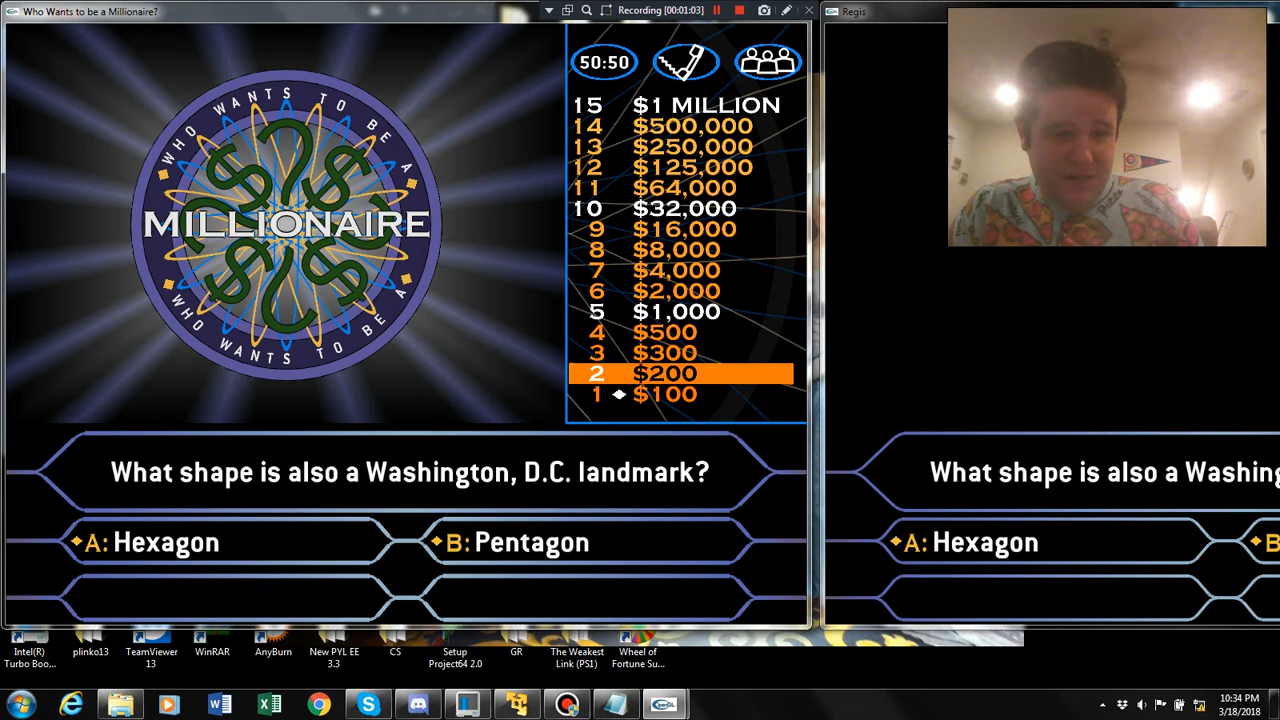 Who Wants to be a Millionaire?
Recording [00:01:03]
Regis
WHO WANTS TO BE A
MILLIONAIRE
WHO WANTS TO BE A
50:50
15 $1 MILLION
14 $500,000
13 $250,000
12 $125,000
11 $64,000
10 $32,000
9 $16,000
8 $8,000
7 $4,000
6 $2,000
5 $1,000
4 $500
3 $300
2 $200
1 $100
What shape is also a Washington, D.C. landmark?
A: Hexagon
B: Pentagon
What shape is also a Washing
A: Hexagon
B
Intel(R) Turbo Boo...
plinko13
TeamViewer 13
WinRAR
AnyBurn
New PYL EE 3.3
CS
Setup Project64 2.0
GR
The Weakest Link (PS1)
Wheel of Fortune Su...
10:34 PM
3/18/2018